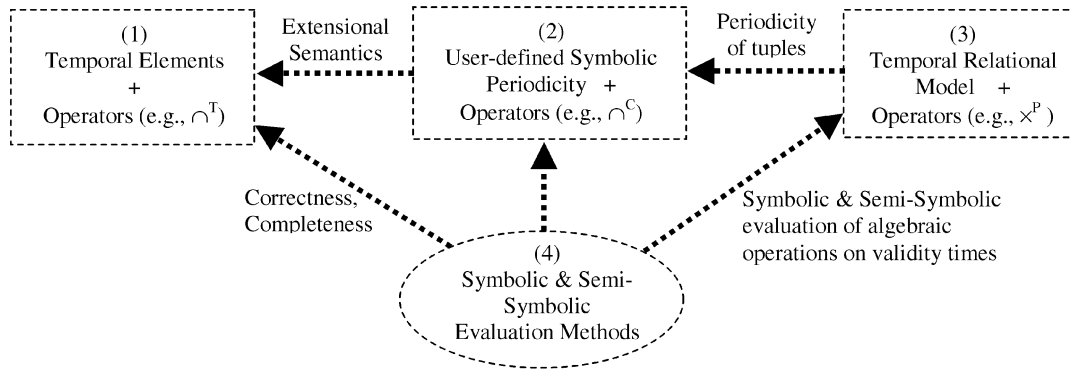 (1)
Temporal Elements
+
Operators (e.g., ∩T)
Extensional
Semantics
(2)
User-defined Symbolic
Periodicity +
Operators (e.g., ∩C)
Periodicity
of tuples
(3)
Temporal Relational
Model +
Operators (e.g., ×P )
Correctness,
Completeness
(4)
Symbolic & Semi-
Symbolic
Evaluation Methods
Symbolic & Semi-Symbolic
evaluation of algebraic
operations on validity times